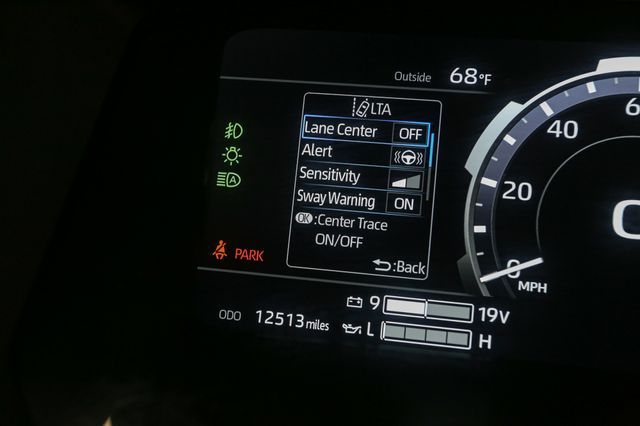 Outside 68°F
LTA
Lane Center OFF
Alert
Sensitivity
Sway Warning ON
OK :Center Trace
ON/OFF
:Back
A
PARK
6
40
20
0
MPH
ODO 12513 miles
9 19V
L H